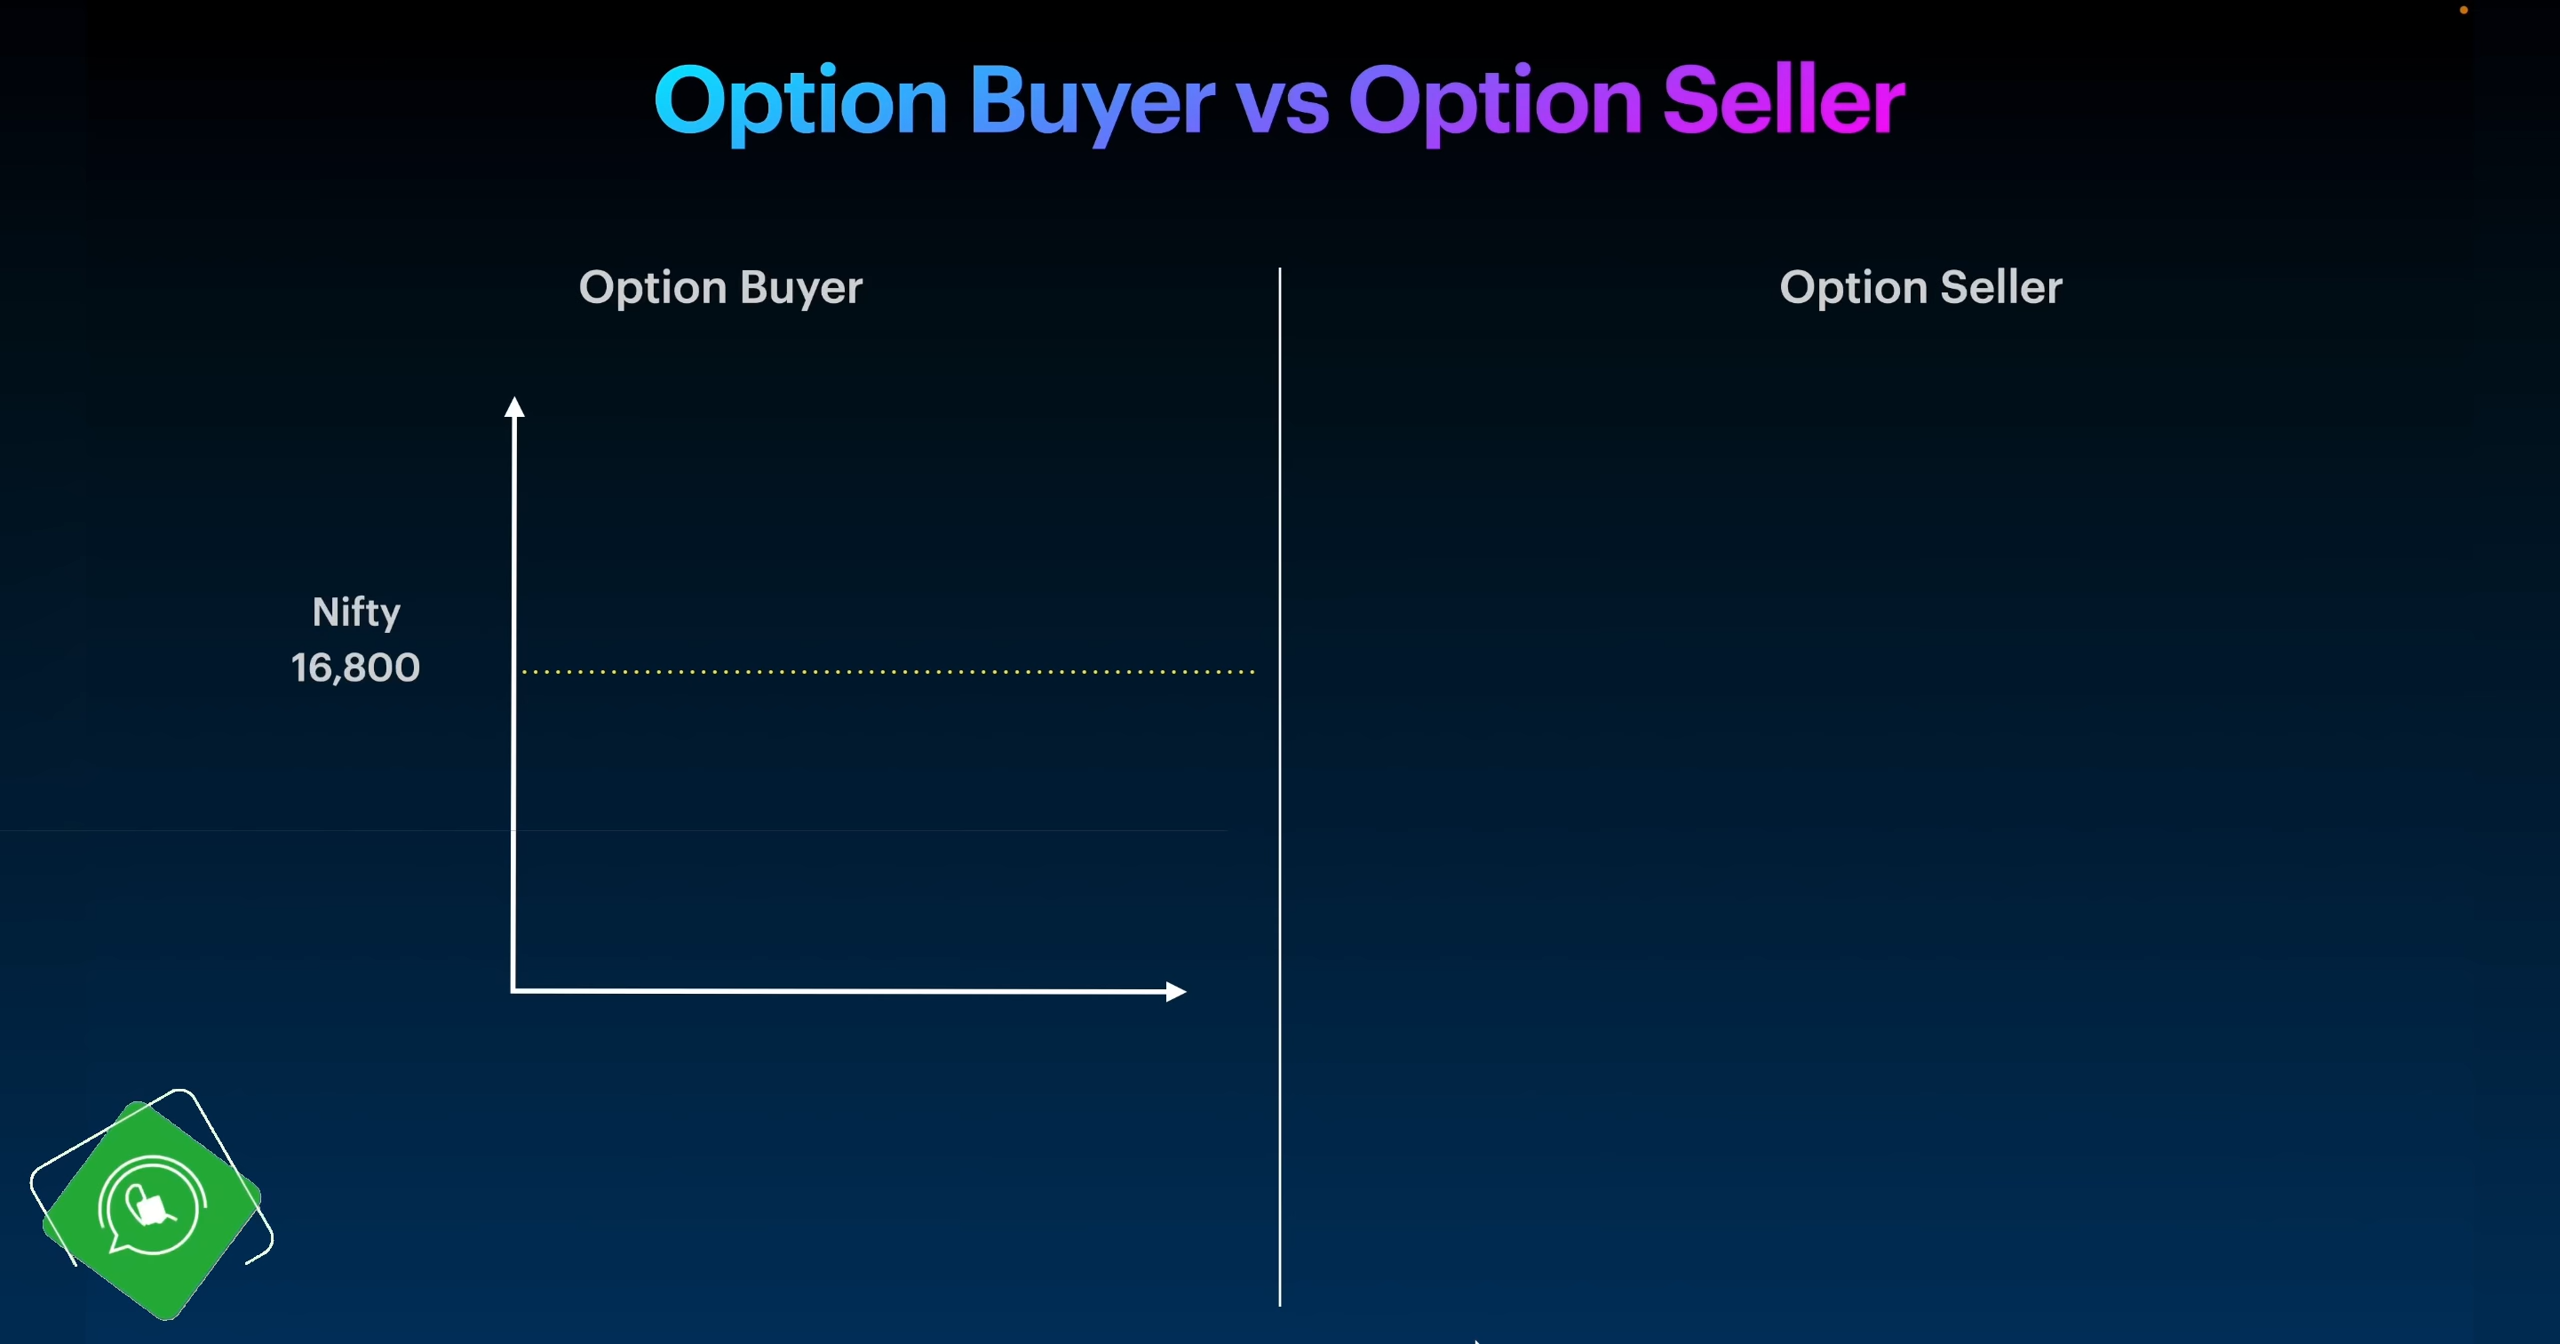 Option Buyer vs Option Seller
Option Buyer
Option Seller
Nifty
16,800